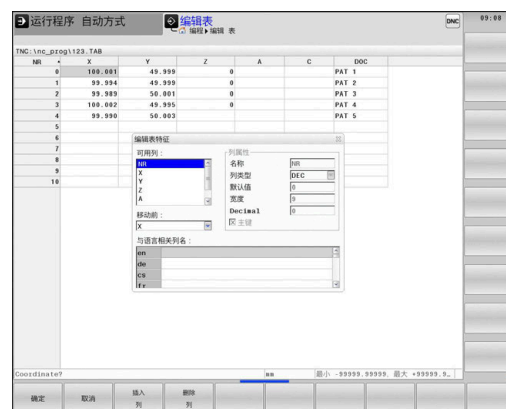 运行程序 自动方式
编辑表
编程 编辑 表
DNC
09:08
TNC:\nc_prog\123.TAB
NR X Y Z A C DOC
0 100.001 49.999 0 PAT 1
1 99.994 49.999 0 PAT 2
2 99.989 50.001 0 PAT 3
3 100.002 49.995 0 PAT 4
4 99.990 50.003 PAT 5
5
6
7
8
9
10
编辑表特征
可用列:
NR
X
Y
Z
A
移动前:
X
列属性
名称 NR
列类型 DEC
默认值 0
宽度 9
Decimal 0
主键
与语言相关列名:
en
de
cs
fr
Coordinate? mm 最小 -99999.99999, 最大 +99999.9…
确定
取消
插入
列
删除
列